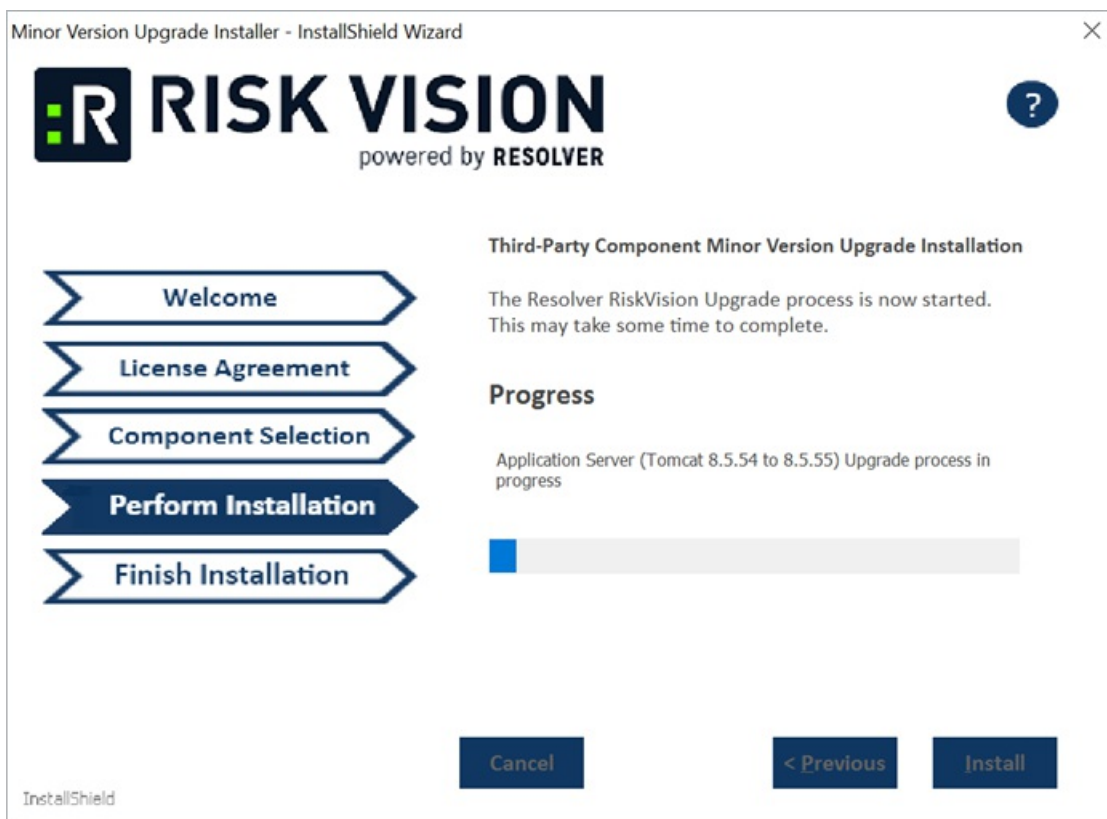 Minor Version Upgrade Installer - InstallShield Wizard
:R RISK VISION
powered by RESOLVER
?
Welcome
License Agreement
Component Selection
Perform Installation
Finish Installation
Third-Party Component Minor Version Upgrade Installation
The Resolver RiskVision Upgrade process is now started.
This may take some time to complete.
Progress
Application Server (Tomcat 8.5.54 to 8.5.55) Upgrade process in
progress
Cancel
< Previous
Install
InstallShield